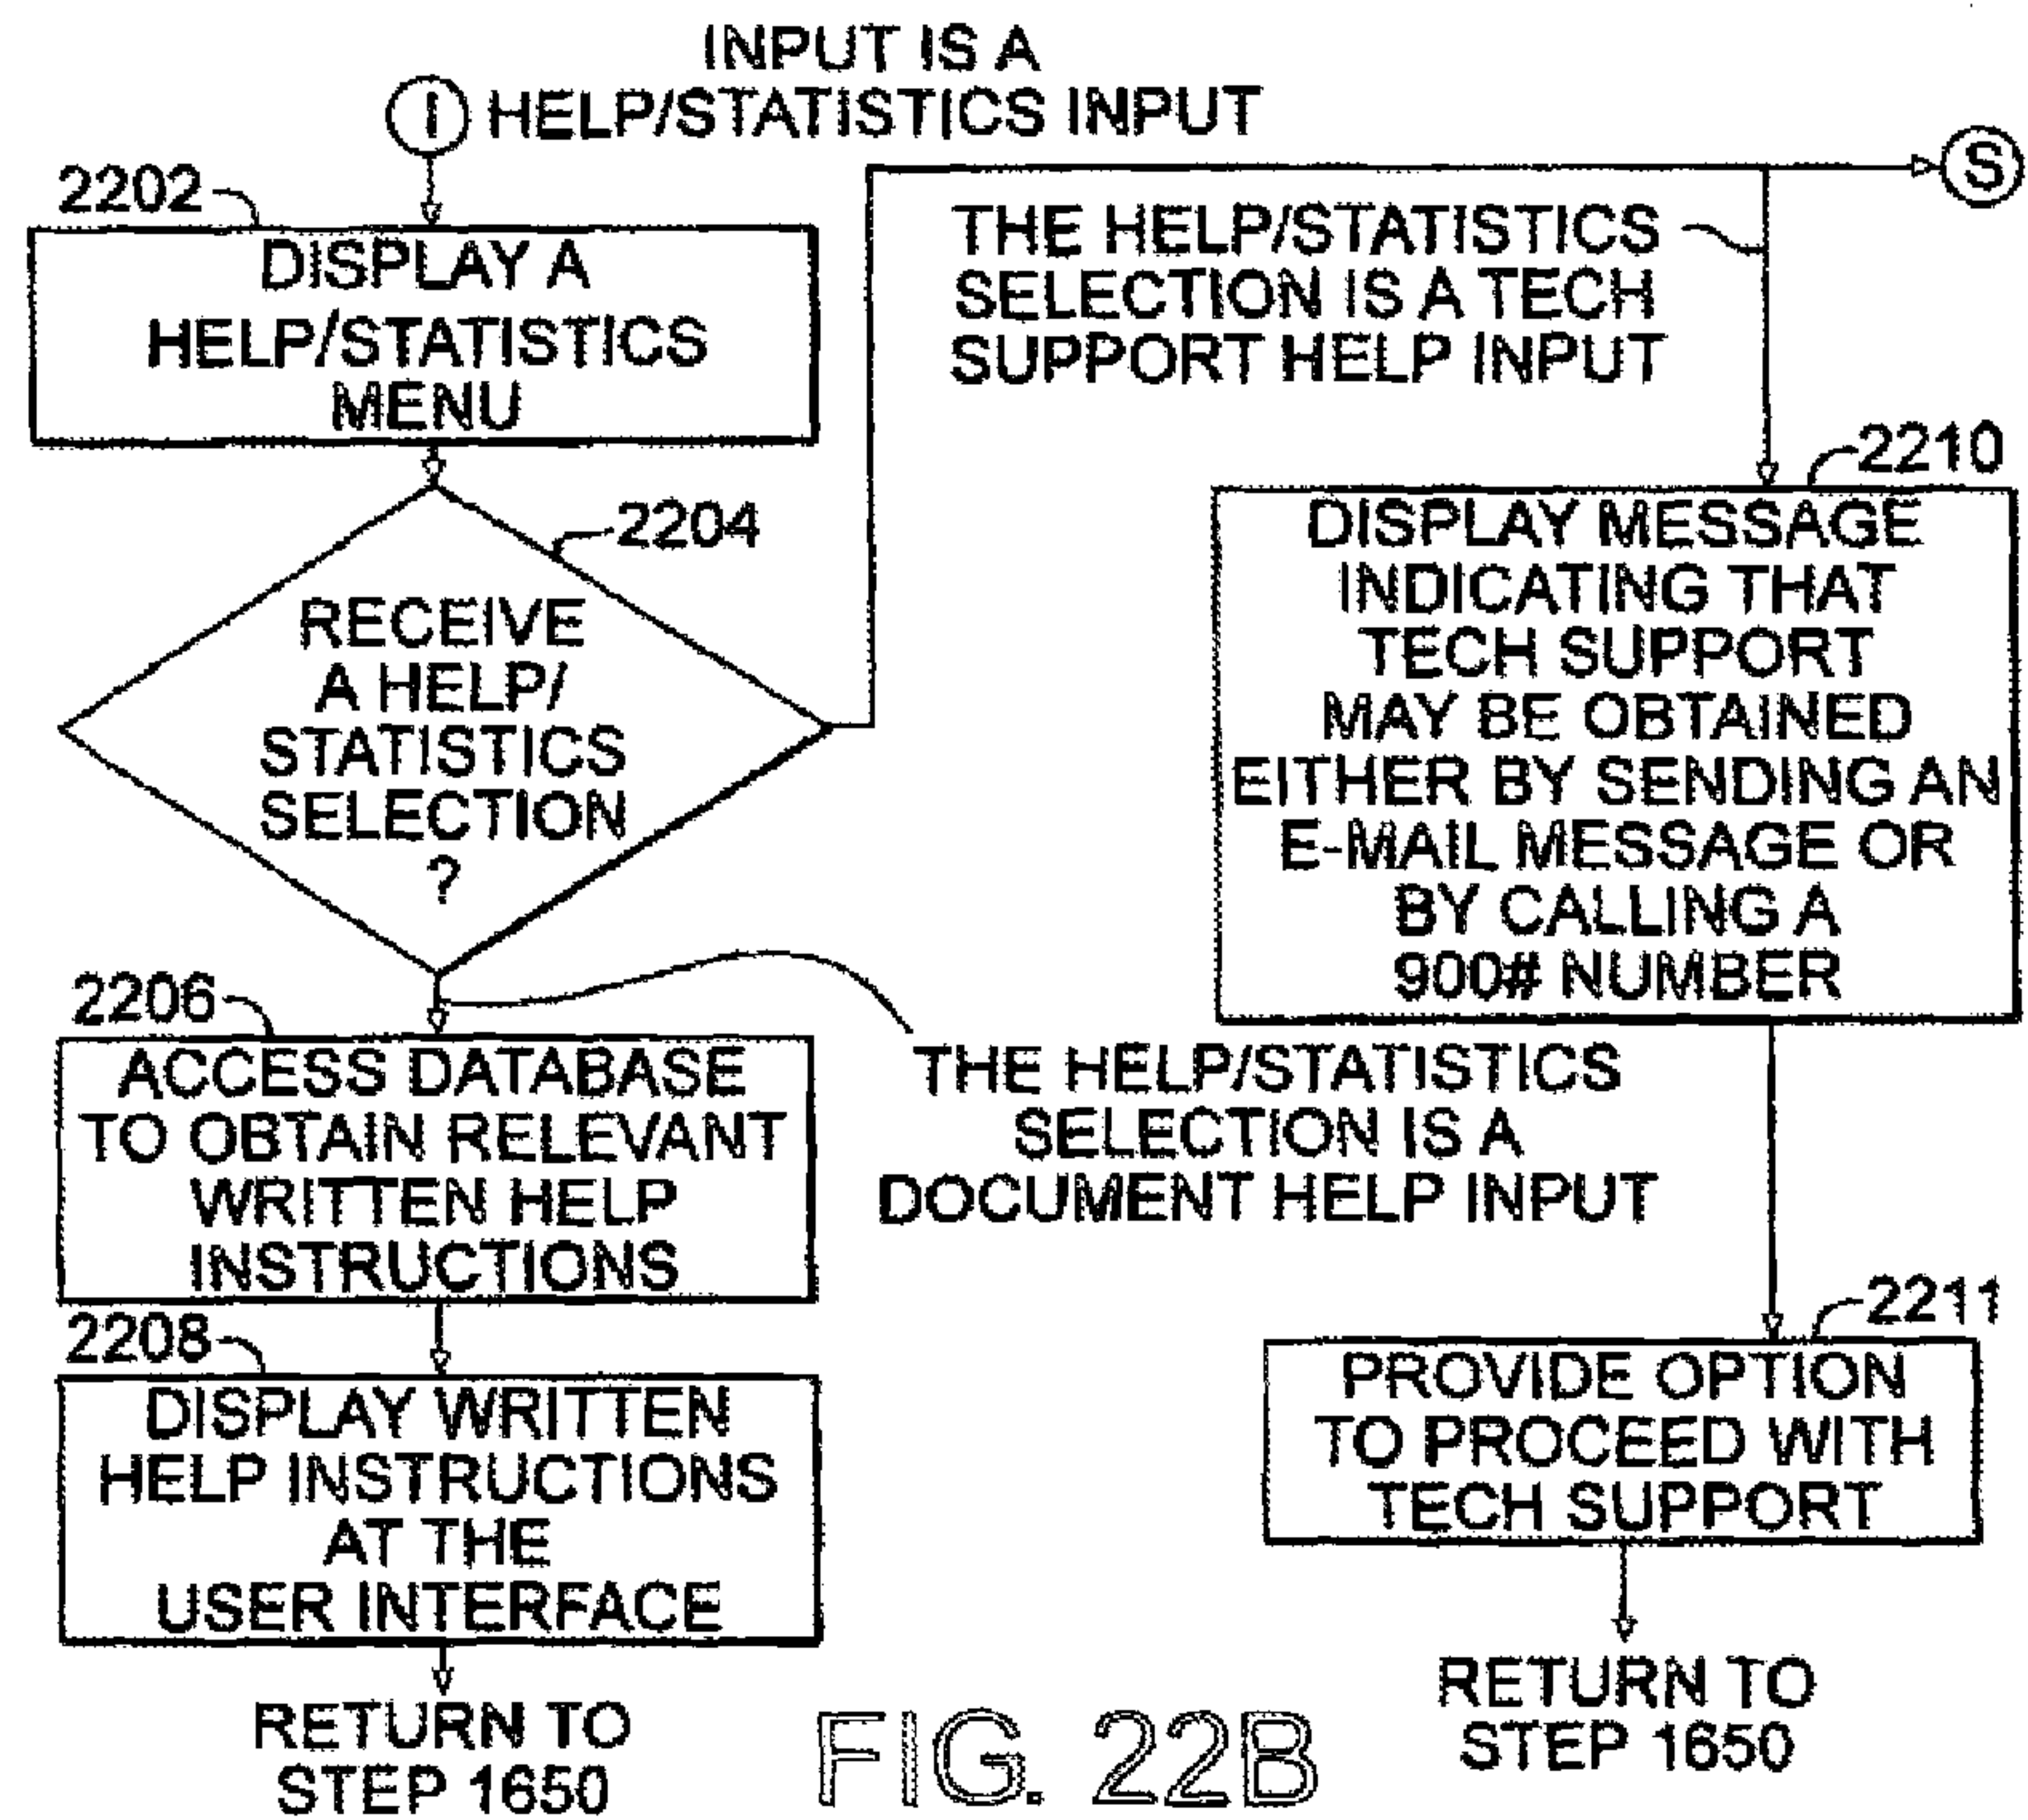 INPUT IS A
I HELP/STATISTICS INPUT
S
2202
DISPLAY A
HELP/STATISTICS
MENU
THE HELP/STATISTICS
SELECTION IS A TECH
SUPPORT HELP INPUT
2204
RECEIVE
A HELP/
STATISTICS
SELECTION
?
2210
DISPLAY MESSAGE
INDICATING THAT
TECH SUPPORT
MAY BE OBTAINED
EITHER BY SENDING AN
E-MAIL MESSAGE OR
BY CALLING A
900# NUMBER
2206
ACCESS DATABASE
TO OBTAIN RELEVANT
WRITTEN HELP
INSTRUCTIONS
THE HELP/STATISTICS
SELECTION IS A
DOCUMENT HELP INPUT
2208
DISPLAY WRITTEN
HELP INSTRUCTIONS
AT THE
USER INTERFACE
2211
PROVIDE OPTION
TO PROCEED WITH
TECH SUPPORT
RETURN TO
STEP 1650
RETURN TO
STEP 1650
FIG. 22B